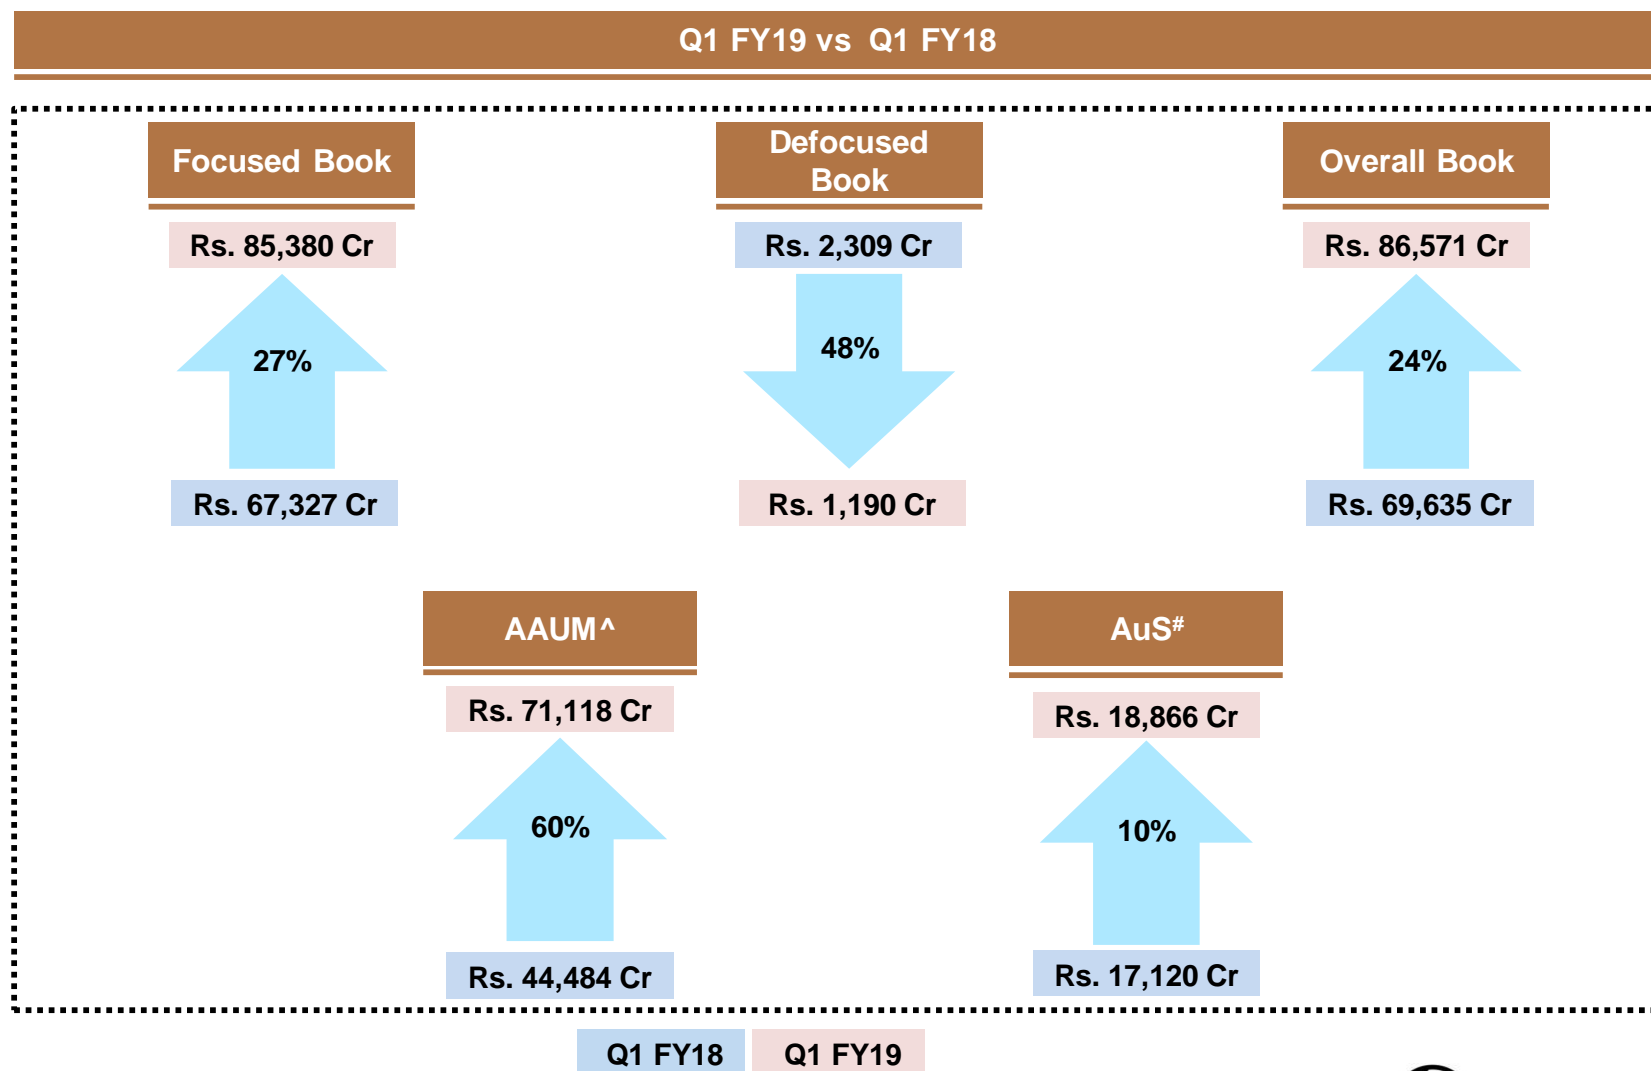 Q1 FY19 vs Q1 FY18
Focused Book
Defocused
Book
Overall Book
Rs. 85,380 Cr
Rs. 2,309 Cr
Rs. 86,571 Cr
27%
48%
24%
Rs. 67,327 Cr
Rs. 1,190 Cr
Rs. 69,635 Cr
AAUM^
AuS#
Rs. 71,118 Cr
Rs. 18,866 Cr
60%
10%
Rs. 44,484 Cr
Rs. 17,120 Cr
Q1 FY18
Q1 FY19